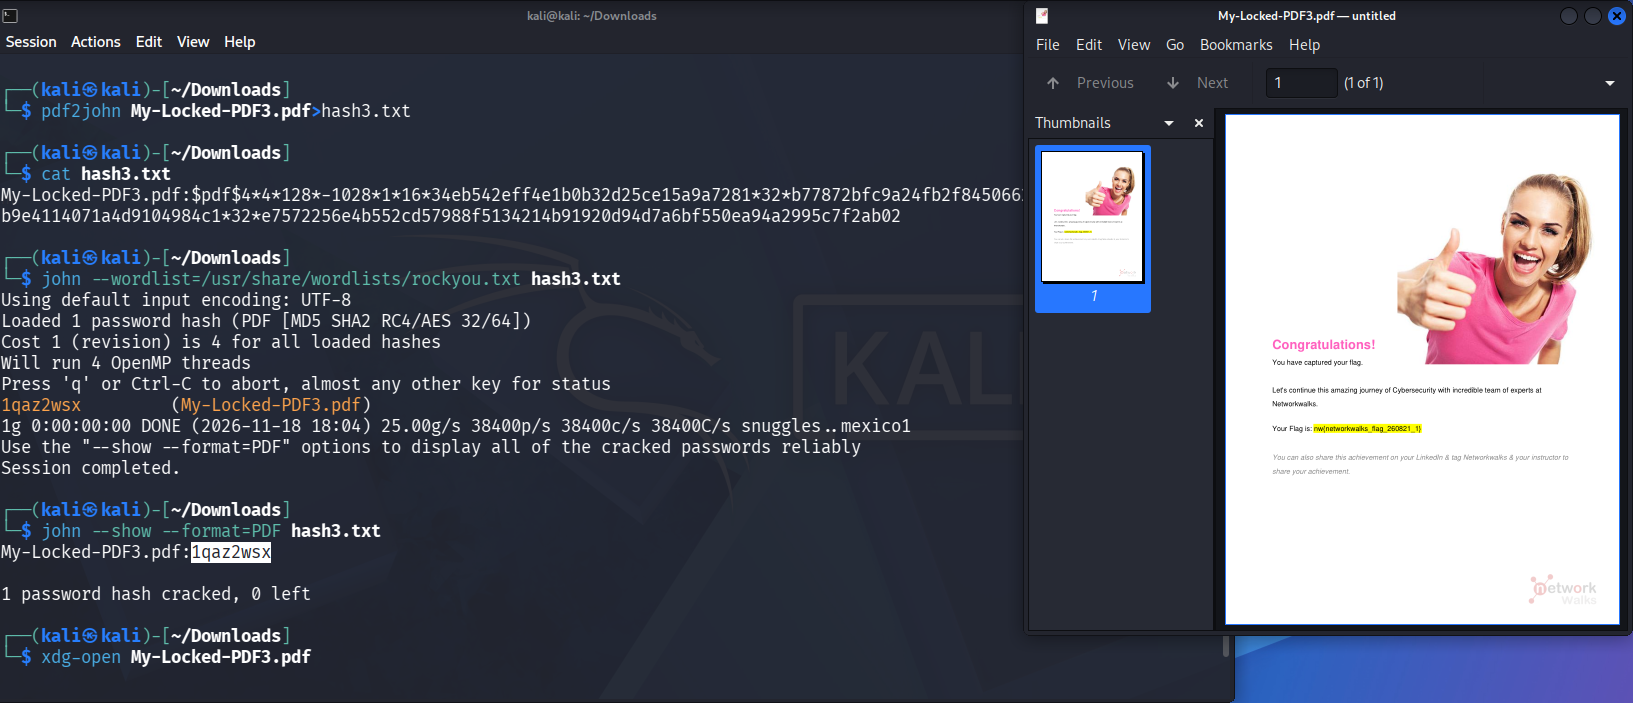 kali@kali: ~/Downloads
Session Actions Edit View Help
┌──(kali㉿kali)-[~/Downloads]
└─$ pdf2john My-Locked-PDF3.pdf>hash3.txt
┌──(kali㉿kali)-[~/Downloads]
└─$ cat hash3.txt
My-Locked-PDF3.pdf:$pdf$4*4*128*-1028*1*16*34eb542eff4e1b0b32d25ce15a9a7281*32*b77872bfc9a24fb2f845066
b9e4114071a4d9104984c1*32*e7572256e4b552cd57988f5134214b91920d94d7a6bf550ea94a2995c7f2ab02
┌──(kali㉿kali)-[~/Downloads]
└─$ john --wordlist=/usr/share/wordlists/rockyou.txt hash3.txt
Using default input encoding: UTF-8
Loaded 1 password hash (PDF [MD5 SHA2 RC4/AES 32/64])
Cost 1 (revision) is 4 for all loaded hashes
Will run 4 OpenMP threads
Press 'q' or Ctrl-C to abort, almost any other key for status
1qaz2wsx (My-Locked-PDF3.pdf)
1g 0:00:00:00 DONE (2026-11-18 18:04) 25.00g/s 38400p/s 38400c/s 38400C/s snuggles..mexico1
Use the "--show --format=PDF" options to display all of the cracked passwords reliably
Session completed.
┌──(kali㉿kali)-[~/Downloads]
└─$ john --show --format=PDF hash3.txt
My-Locked-PDF3.pdf:1qaz2wsx
1 password hash cracked, 0 left
┌──(kali㉿kali)-[~/Downloads]
└─$ xdg-open My-Locked-PDF3.pdf
KALI
My-Locked-PDF3.pdf — untitled
File Edit View Go Bookmarks Help
Previous Next 1 (1 of 1)
Thumbnails
1
Congratulations!
You have captured your flag.
Let's continue this amazing journey of Cybersecurity with incredible team of experts at
Networkwalks.
Your Flag is: nw{networkwalks_flag_260821_1}
You can also share this achievement on your LinkedIn & tag Networkwalks & your instructor to
share your achievement.
network
Walks